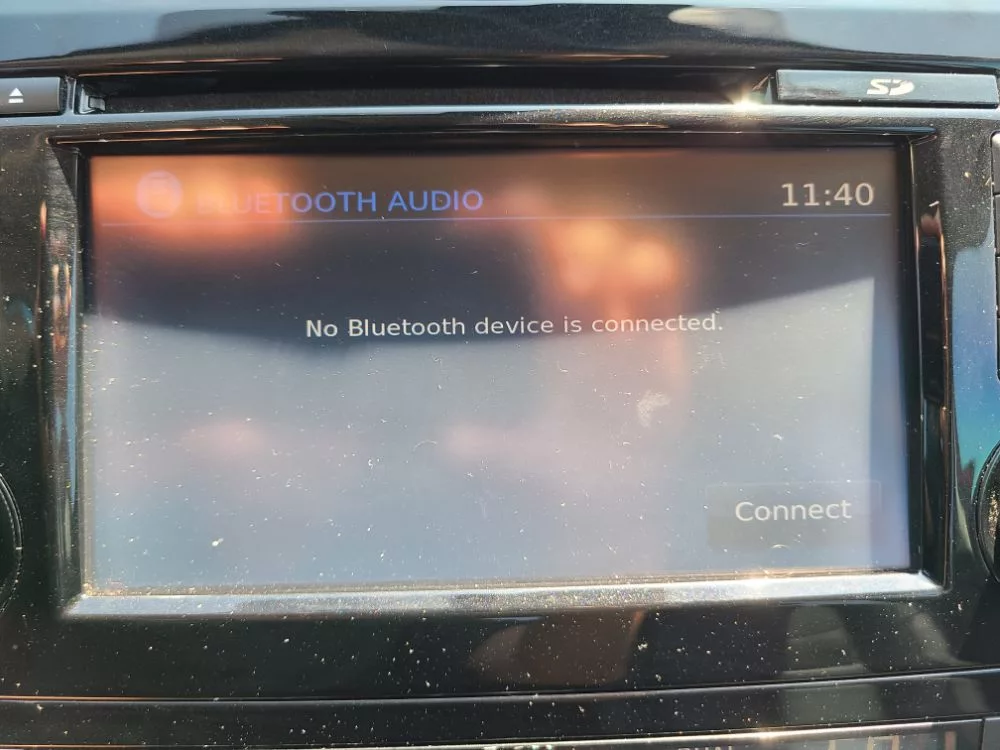 SD
BLUETOOTH AUDIO
11:40
No Bluetooth device is connected.
Connect